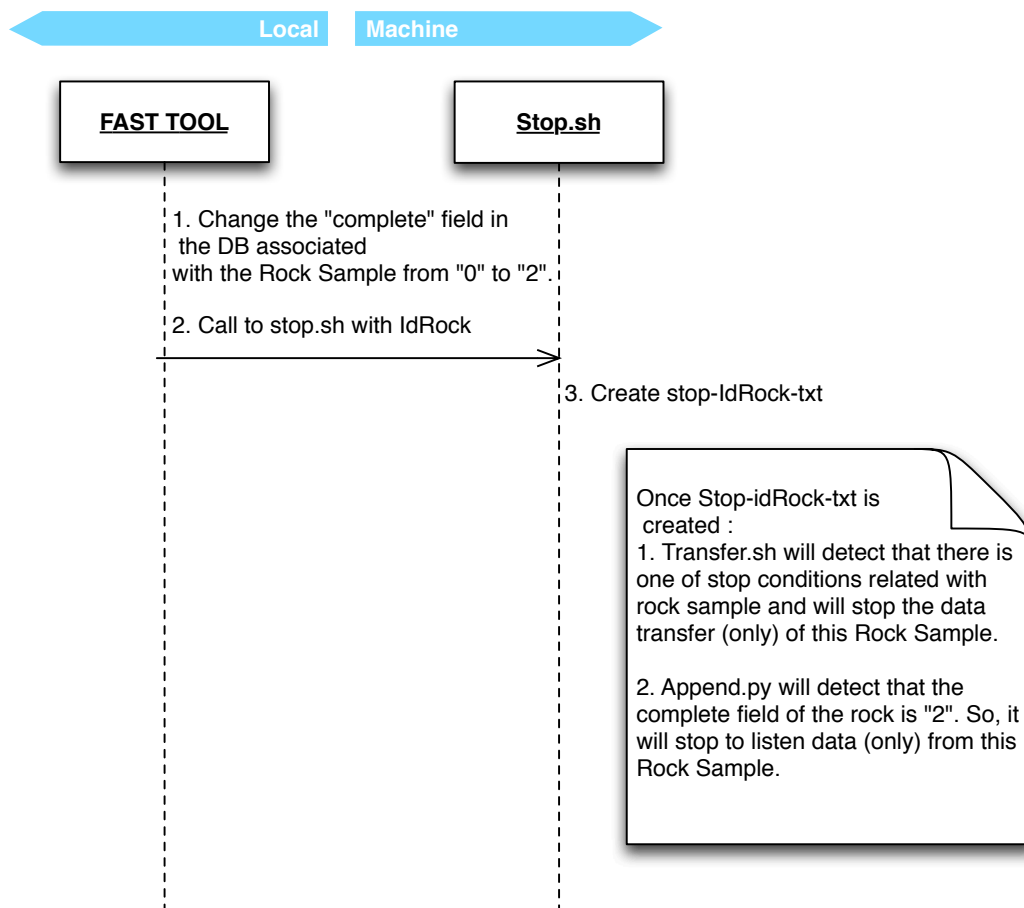 Local Machine
FAST TOOL
Stop.sh
1. Change the "complete" field in
the DB associated
with the Rock Sample from "0" to "2".
2. Call to stop.sh with IdRock
3. Create stop-IdRock-txt
Once Stop-idRock-txt is
created :
1. Transfer.sh will detect that there is
one of stop conditions related with
rock sample and will stop the data
transfer (only) of this Rock Sample.
2. Append.py will detect that the
complete field of the rock is "2". So, it
will stop to listen data (only) from this
Rock Sample.